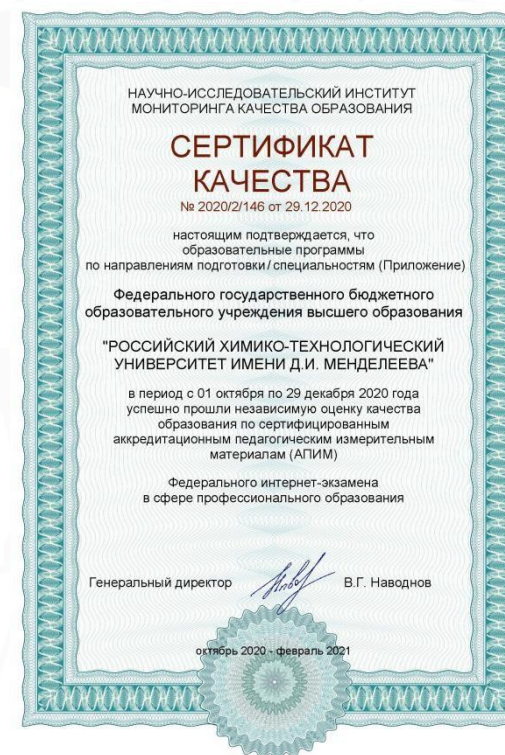 НАУЧНО-ИССЛЕДОВАТЕЛЬСКИЙ ИНСТИТУТ
МОНИТОРИНГА КАЧЕСТВА ОБРАЗОВАНИЯ
СЕРТИФИКАТ
КАЧЕСТВА
№ 2020/2/146 от 29.12.2020
настоящим подтверждается, что
образовательные программы
по направлениям подготовки/специальностям (Приложение)
Федерального государственного бюджетного
образовательного учреждения высшего образования
"РОССИЙСКИЙ ХИМИКО-ТЕХНОЛОГИЧЕСКИЙ
УНИВЕРСИТЕТ ИМЕНИ Д.И. МЕНДЕЛЕЕВА"
в период с 01 октября по 29 декабря 2020 года
успешно прошли независимую оценку качества
образования по сертифицированным
аккредитационным педагогическим измерительным
материалам (АПИМ)
Федерального интернет-экзамена
в сфере профессионального образования
Генеральный директор В.Г. Наводнов
октябрь 2020 - февраль 2021